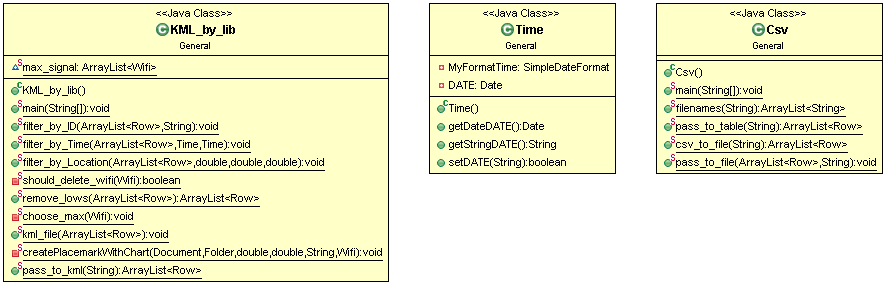 <<Java Class>>
KML_by_lib
General
max_signal: ArrayList<Wifi>
KML_by_lib()
main(String[]):void
filter_by_ID(ArrayList<Row>,String):void
filter_by_Time(ArrayList<Row>,Time,Time):void
filter_by_Location(ArrayList<Row>,double,double,double):void
should_delete_wifi(Wifi):boolean
remove_lows(ArrayList<Row>):ArrayList<Row>
choose_max(Wifi):void
kml_file(ArrayList<Row>):void
createPlacemarkWithChart(Document,Folder,double,double,String,Wifi):void
pass_to_kml(String):ArrayList<Row>
<<Java Class>>
Time
General
MyFormatTime: SimpleDateFormat
DATE: Date
Time()
getDateDATE():Date
getStringDATE():String
setDATE(String):boolean
<<Java Class>>
Csv
General
Csv()
main(String[]):void
filenames(String):ArrayList<String>
pass_to_table(String):ArrayList<Row>
csv_to_file(String):ArrayList<Row>
pass_to_file(ArrayList<Row>,String):void